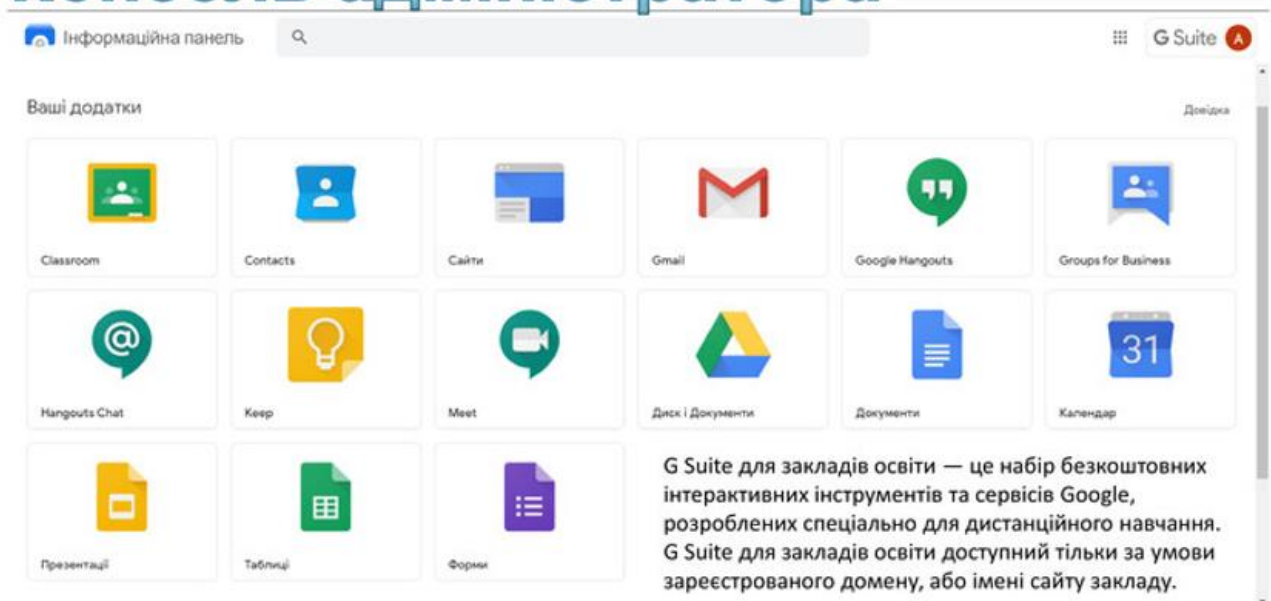 консоль адміністратора
Інформаційна панель
G Suite A
Ваші додатки
Довідка
Classroom
Contacts
Сайти
Gmail
Google Hangouts
Groups for Business
31
Hangouts Chat
Keep
Meet
Диск і Документи
Документи
Календар
Презентації
Таблиці
Форми
G Suite для закладів освіти — це набір безкоштовних
інтерактивних інструментів та сервісів Google,
розроблених спеціально для дистанційного навчання.
G Suite для закладів освіти доступний тільки за умови
зареєстрованого домену, або імені сайту закладу.